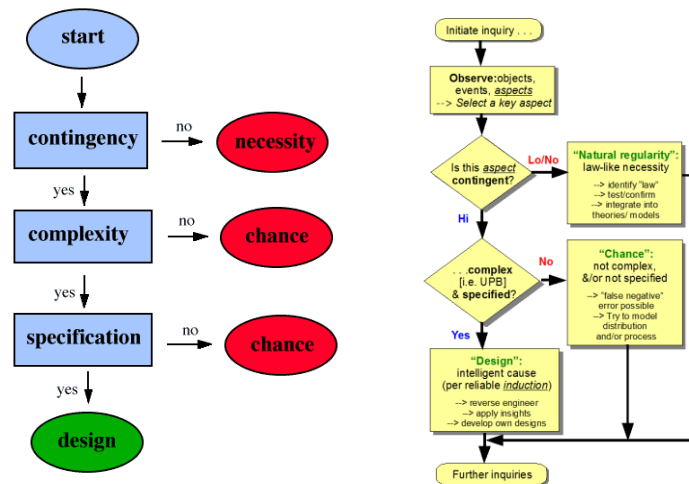 start
contingency
no
necessity
yes
complexity
no
chance
yes
specification
no
chance
yes
design
Initiate inquiry . . .
Observe:objects,
events, aspects
--> Select a key aspect
Is this aspect
contingent?
Lo/No
"Natural regularity":
law-like necessity
--> identify "law"
--> test/confirm
--> integrate into
theories/ models
Hi
. . .complex
[i.e. UPB]
& specified?
No
"Chance":
not complex,
&/or not specified
--> "false negative"
error possible
--> Try to model
distribution
and/or process
Yes
"Design":
intelligent cause
(per reliable induction)
--> reverse engineer
--> apply insights
--> develop own designs
Further inquiries